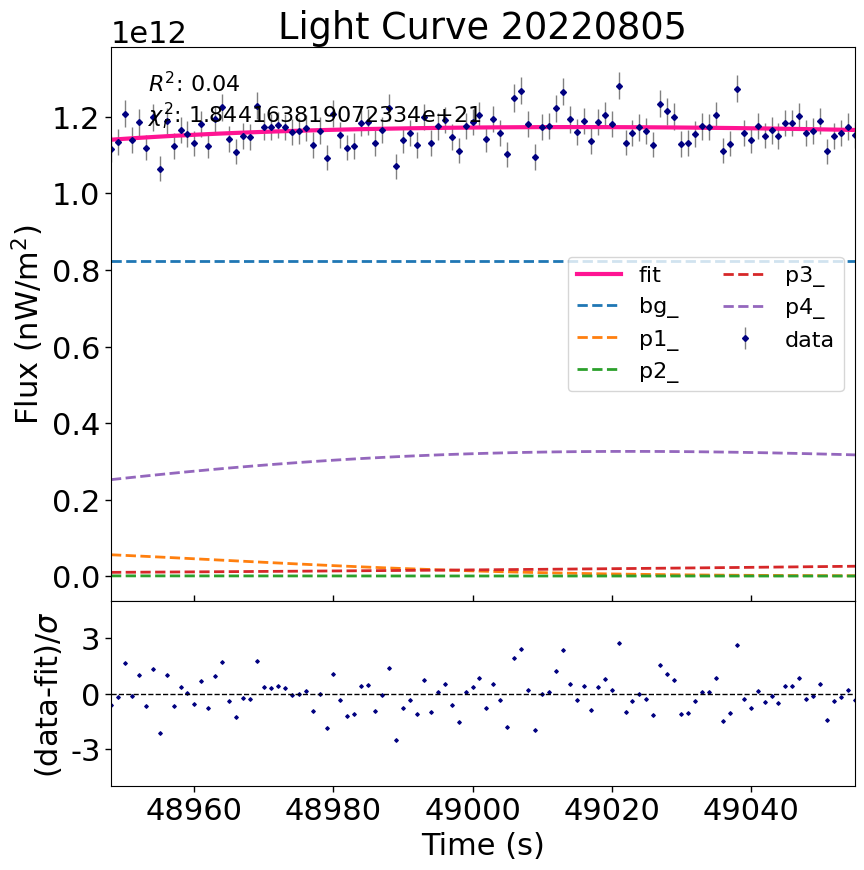 Light Curve 20220805
1e12
R²: 0.04
χᵣ²: 1.844163819072334e+21
Flux (nW/m²)
1.2
1.0
0.8
0.6
0.4
0.2
0.0
fit
bg_
p1_
p2_
p3_
p4_
data
(data-fit)/σ
3
0
-3
48960 48980 49000 49020 49040
Time (s)